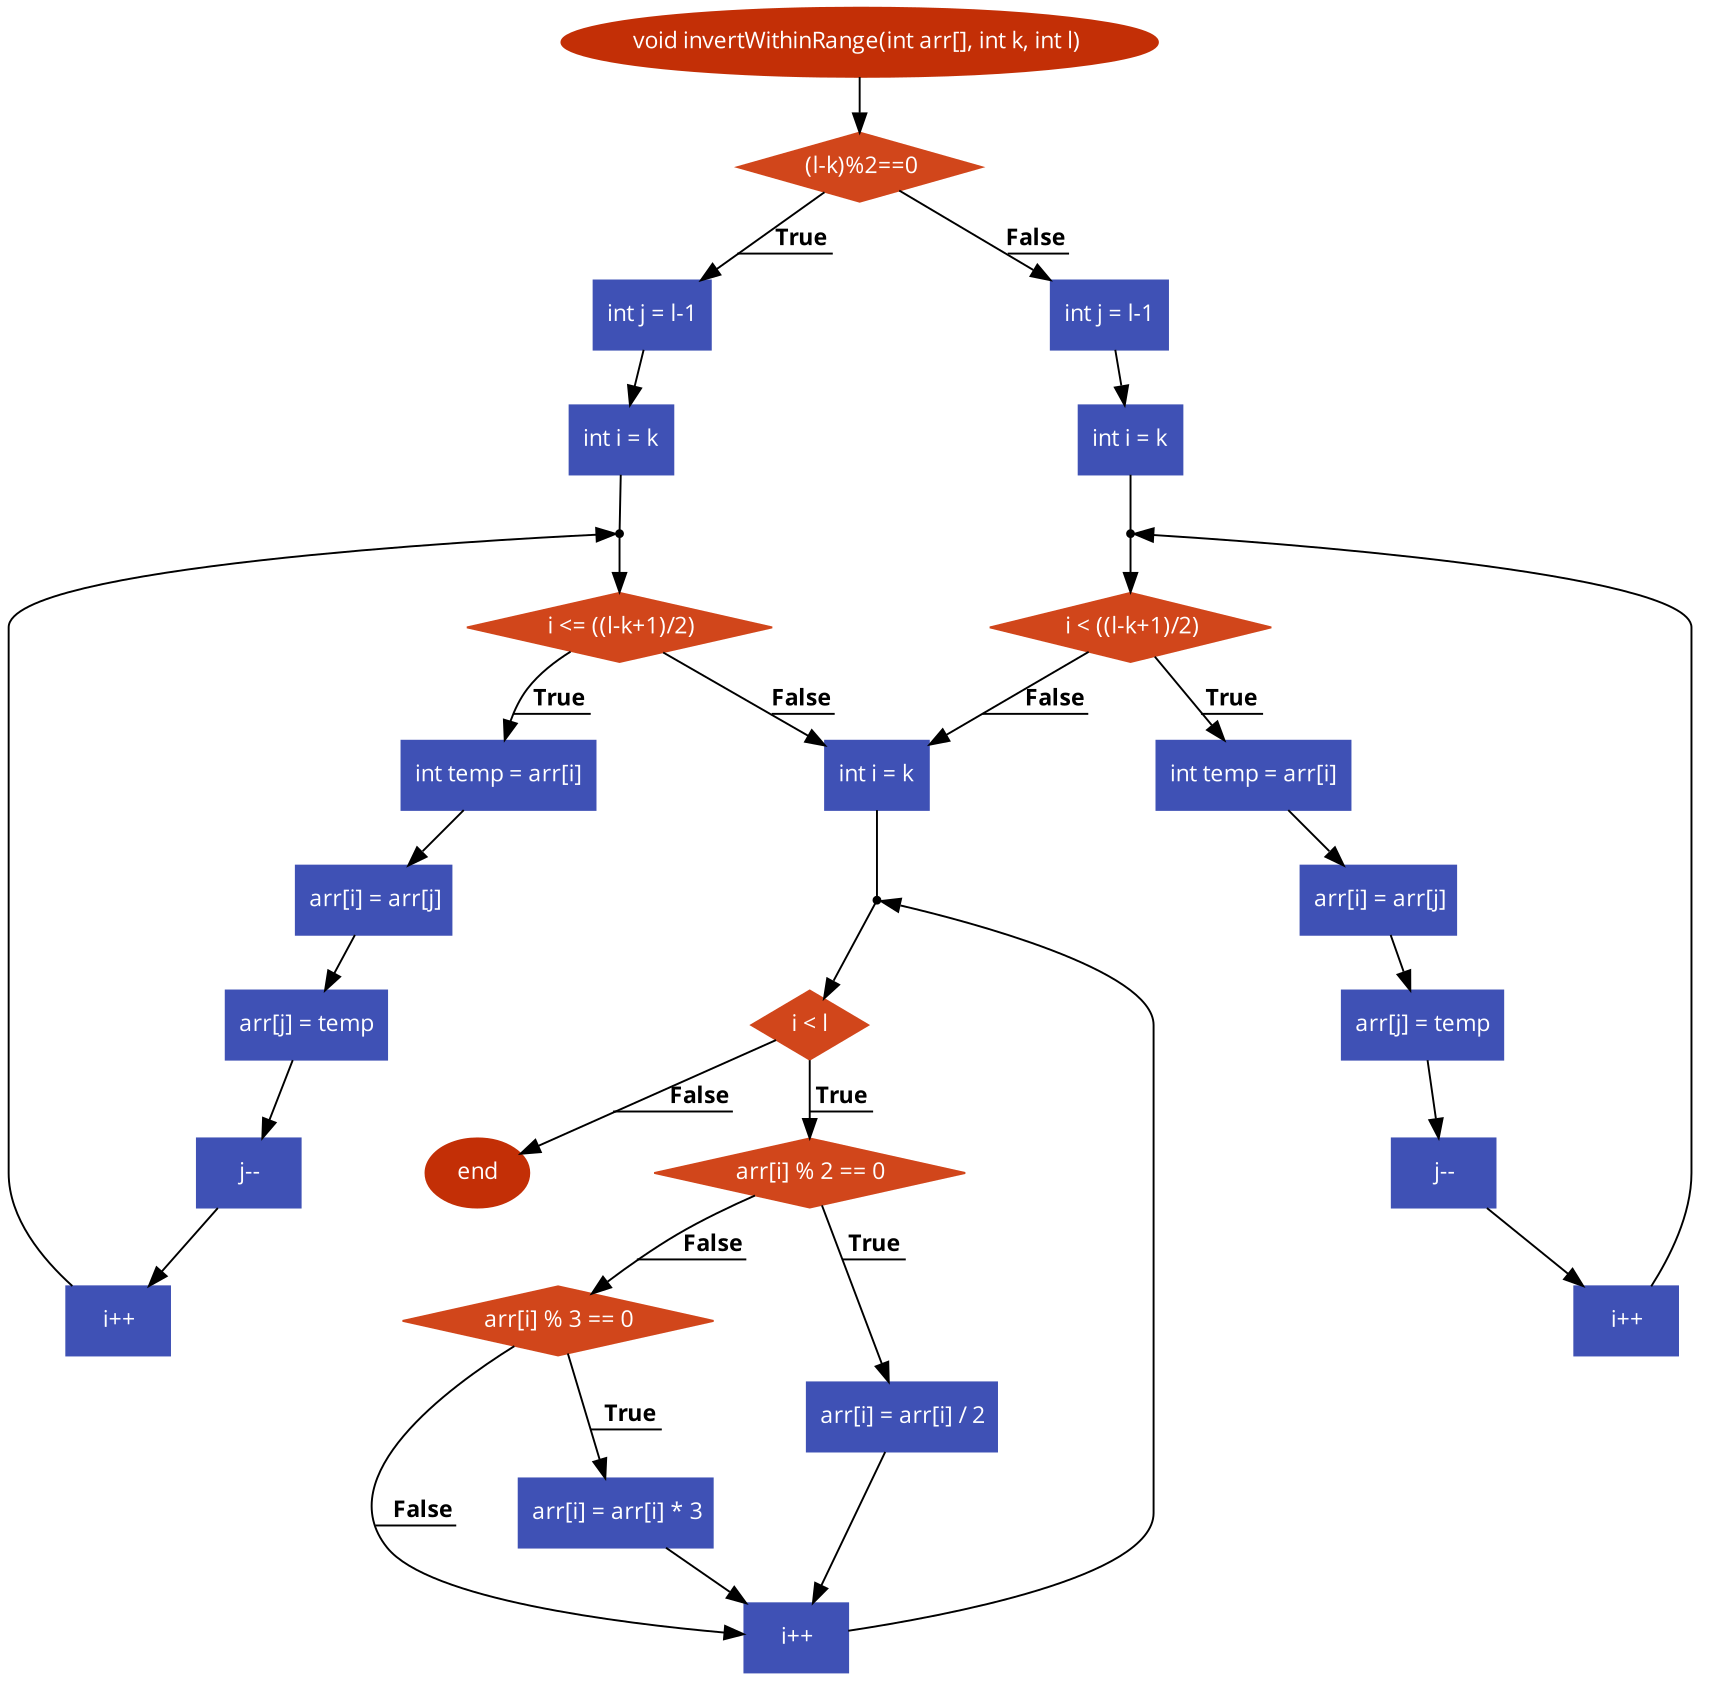 void invertWithinRange(int arr[], int k, int l)
(l-k)%2==0
True
False
int j = l-1
int j = l-1
int i = k
int i = k
i <= ((l-k+1)/2)
i < ((l-k+1)/2)
True
False
False
True
int temp = arr[i]
int i = k
int temp = arr[i]
arr[i] = arr[j]
arr[i] = arr[j]
arr[j] = temp
i < l
arr[j] = temp
False
True
j--
end
arr[i] % 2 == 0
j--
False
True
i++
arr[i] % 3 == 0
i++
True
arr[i] = arr[i] / 2
False
arr[i] = arr[i] * 3
i++